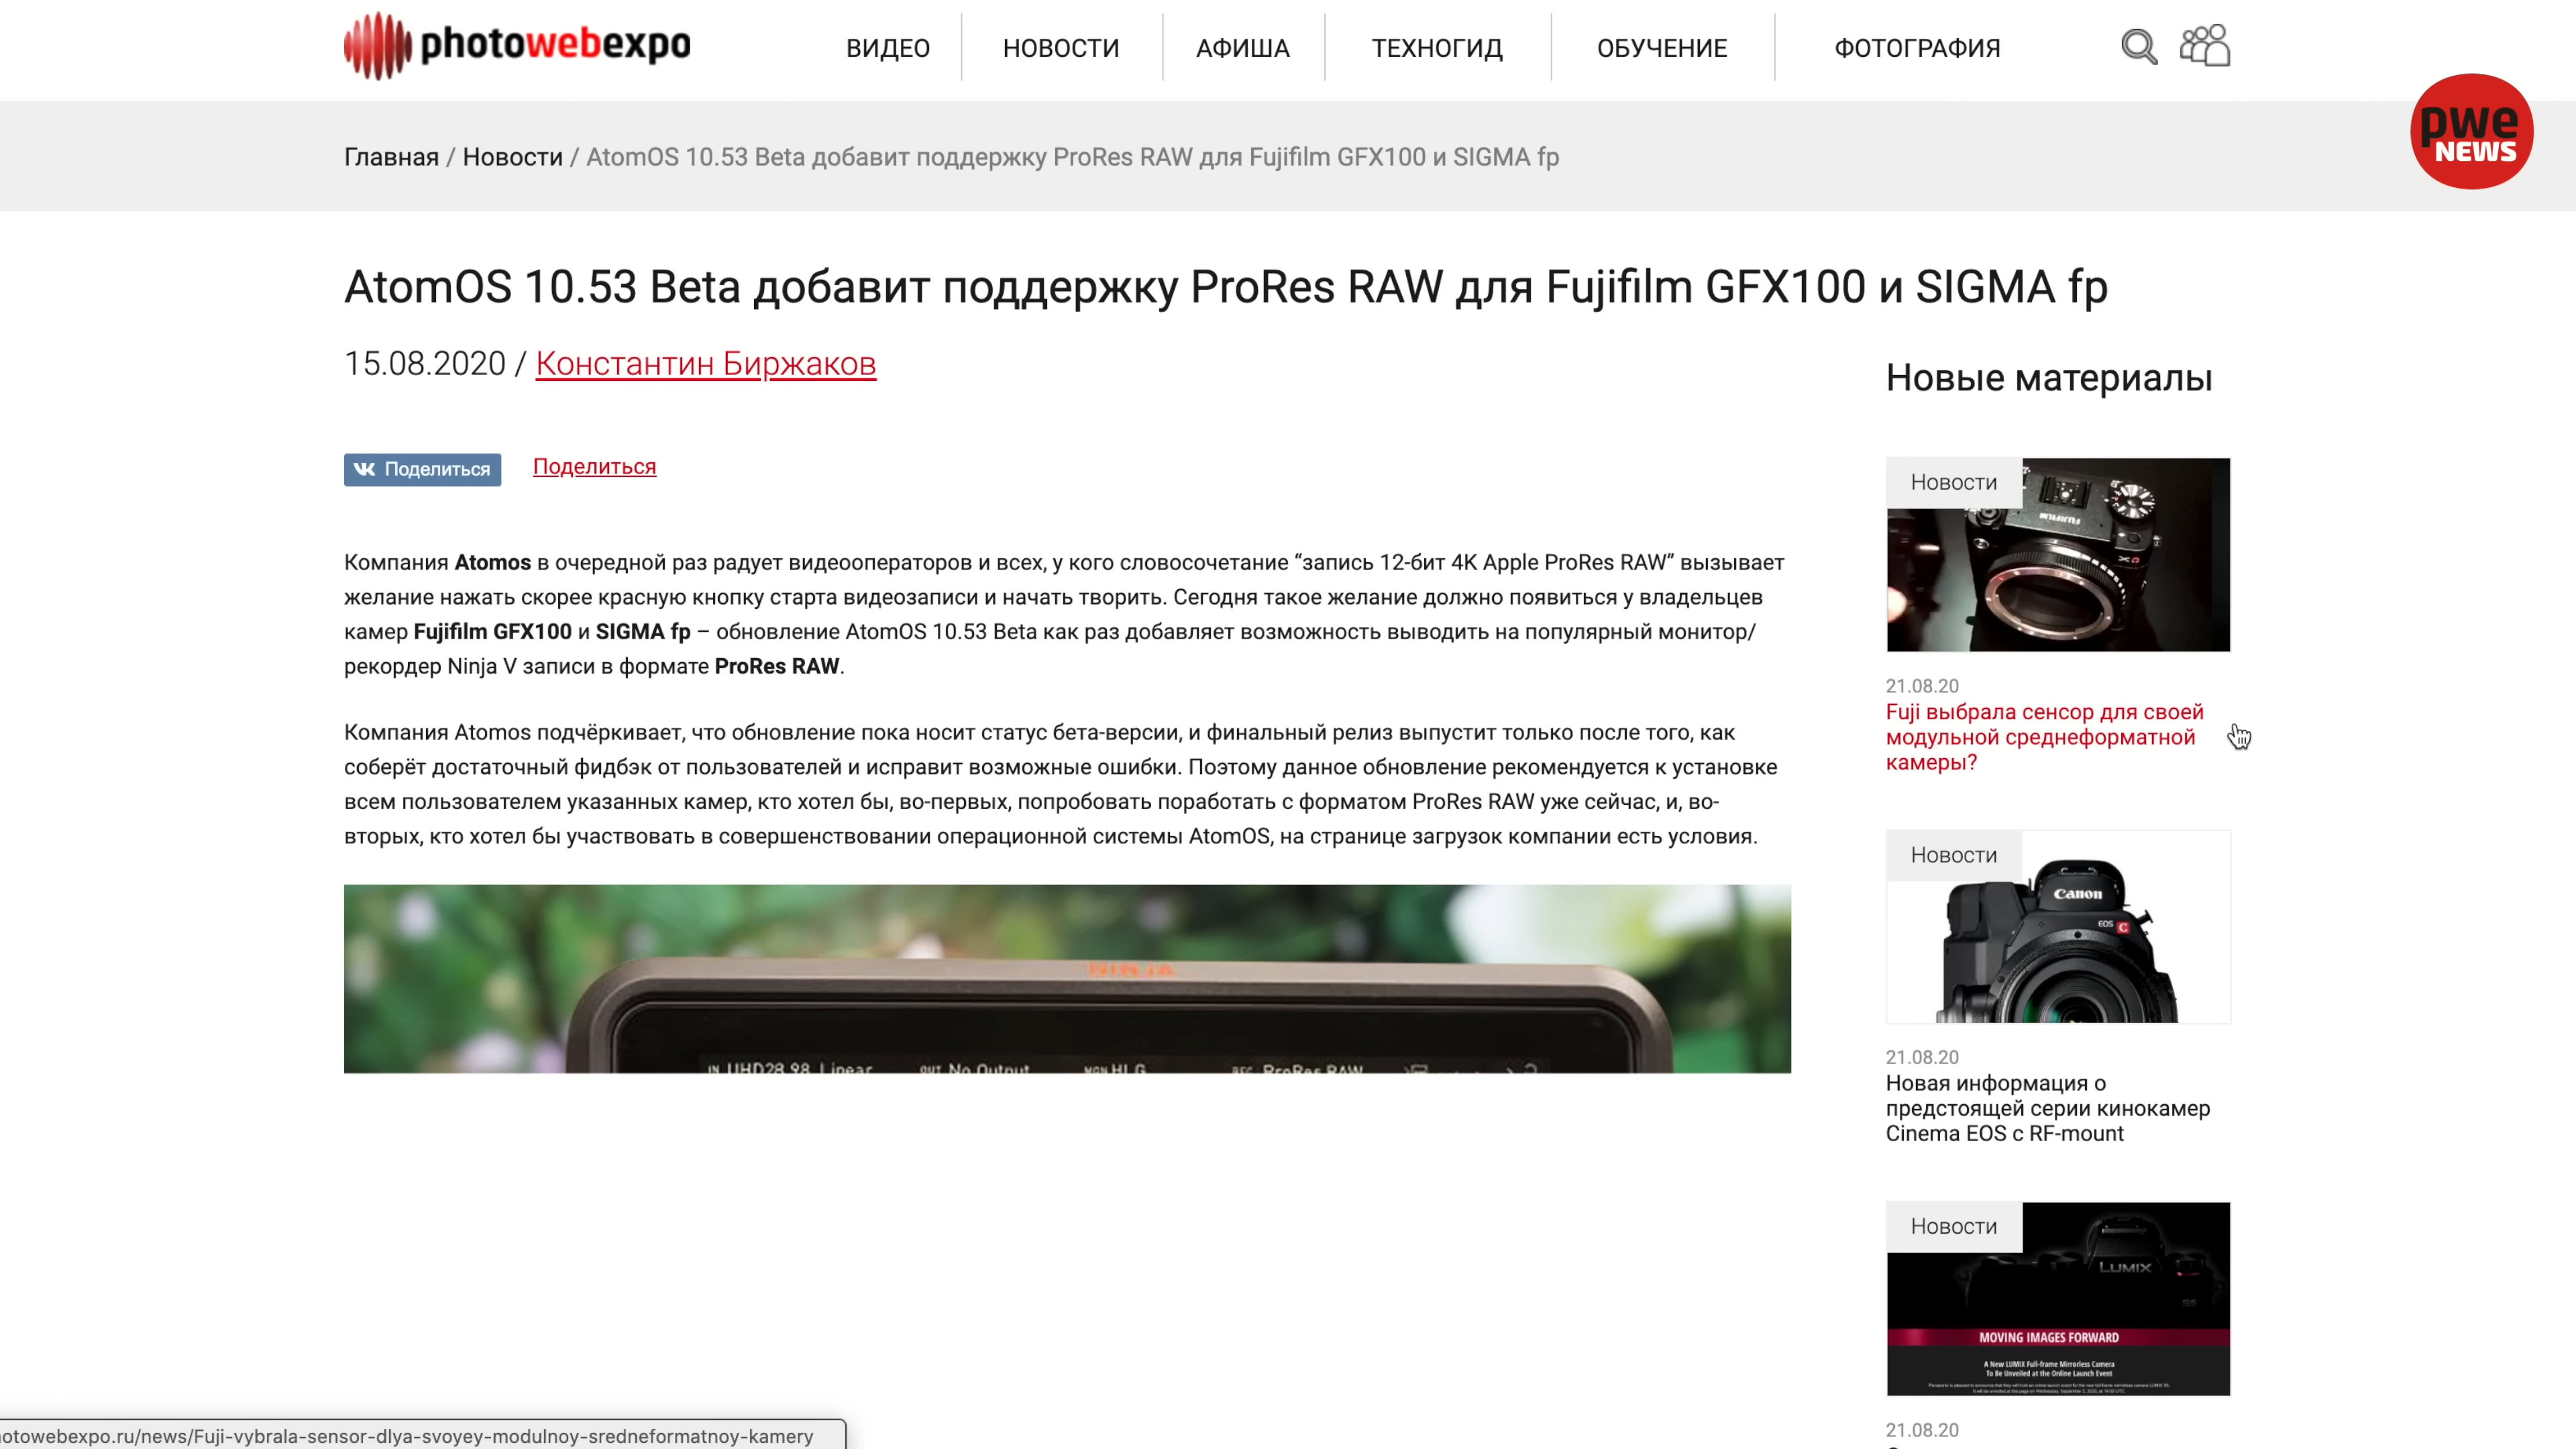 photowebexpo
ВИДЕО
НОВОСТИ
АФИША
ТЕХНОГИД
ОБУЧЕНИЕ
ФОТОГРАФИЯ
pwe
NEWS
Главная / Новости / AtomOS 10.53 Beta добавит поддержку ProRes RAW для Fujifilm GFX100 и SIGMA fp
AtomOS 10.53 Beta добавит поддержку ProRes RAW для Fujifilm GFX100 и SIGMA fp
15.08.2020 / Константин Биржаков
Поделиться
Поделиться
Компания Atomos в очередной раз радует видеооператоров и всех, у кого словосочетание “запись 12-бит 4K Apple ProRes RAW” вызывает
желание нажать скорее красную кнопку старта видеозаписи и начать творить. Сегодня такое желание должно появиться у владельцев
камер Fujifilm GFX100 и SIGMA fp – обновление AtomOS 10.53 Beta как раз добавляет возможность выводить на популярный монитор/
рекордер Ninja V записи в формате ProRes RAW.
Компания Atomos подчёркивает, что обновление пока носит статус бета-версии, и финальный релиз выпустит только после того, как
соберёт достаточный фидбэк от пользователей и исправит возможные ошибки. Поэтому данное обновление рекомендуется к установке
всем пользователем указанных камер, кто хотел бы, во-первых, попробовать поработать с форматом ProRes RAW уже сейчас, и, во-
вторых, кто хотел бы участвовать в совершенствовании операционной системы AtomOS, на странице загрузок компании есть условия.
NINJA
IN UHD28.98 Linear OUT No Output MON HLG REC ProRes RAW
Новые материалы
Новости
FUJIFILM
21.08.20
Fuji выбрала сенсор для своей
модульной среднеформатной
камеры?
Новости
Canon
EOS C
21.08.20
Новая информация о
предстоящей серии кинокамер
Cinema EOS с RF-mount
Новости
LUMIX
S5
MOVING IMAGES FORWARD
A New LUMIX Full-frame Mirrorless Camera
To Be Unveiled at the Online Launch Event
21.08.20
otowebexpo.ru/news/Fuji-vybrala-sensor-dlya-svoyey-modulnoy-sredneformatnoy-kamery